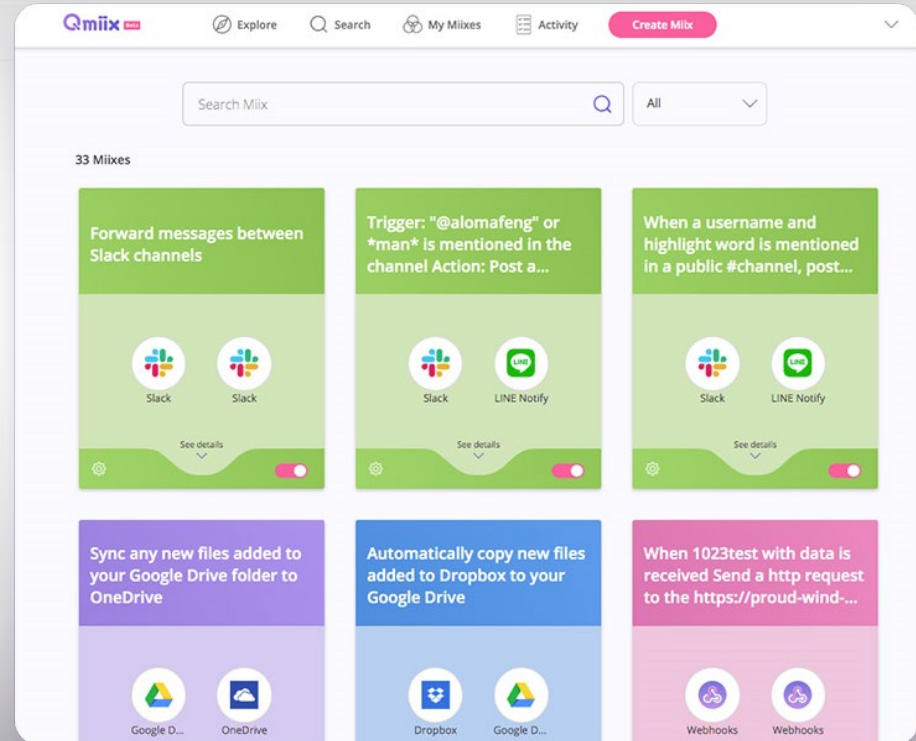 Qmiix Beta
Explore
Search
My Miixes
Activity
Create Miix
Search Miix
All
33 Miixes
Forward messages between
Slack channels
Slack
Slack
See details
Trigger: "@alomafeng" or
*man* is mentioned in the
channel Action: Post a...
Slack
LINE
LINE Notify
See details
When a username and
highlight word is mentioned
in a public #channel, post...
Slack
LINE
LINE Notify
See details
Sync any new files added to
your Google Drive folder to
OneDrive
Google D...
OneDrive
Automatically copy new files
added to Dropbox to your
Google Drive
Dropbox
Google D...
When 1023test with data is
received Send a http request
to the https://proud-wind-...
Webhooks
Webhooks